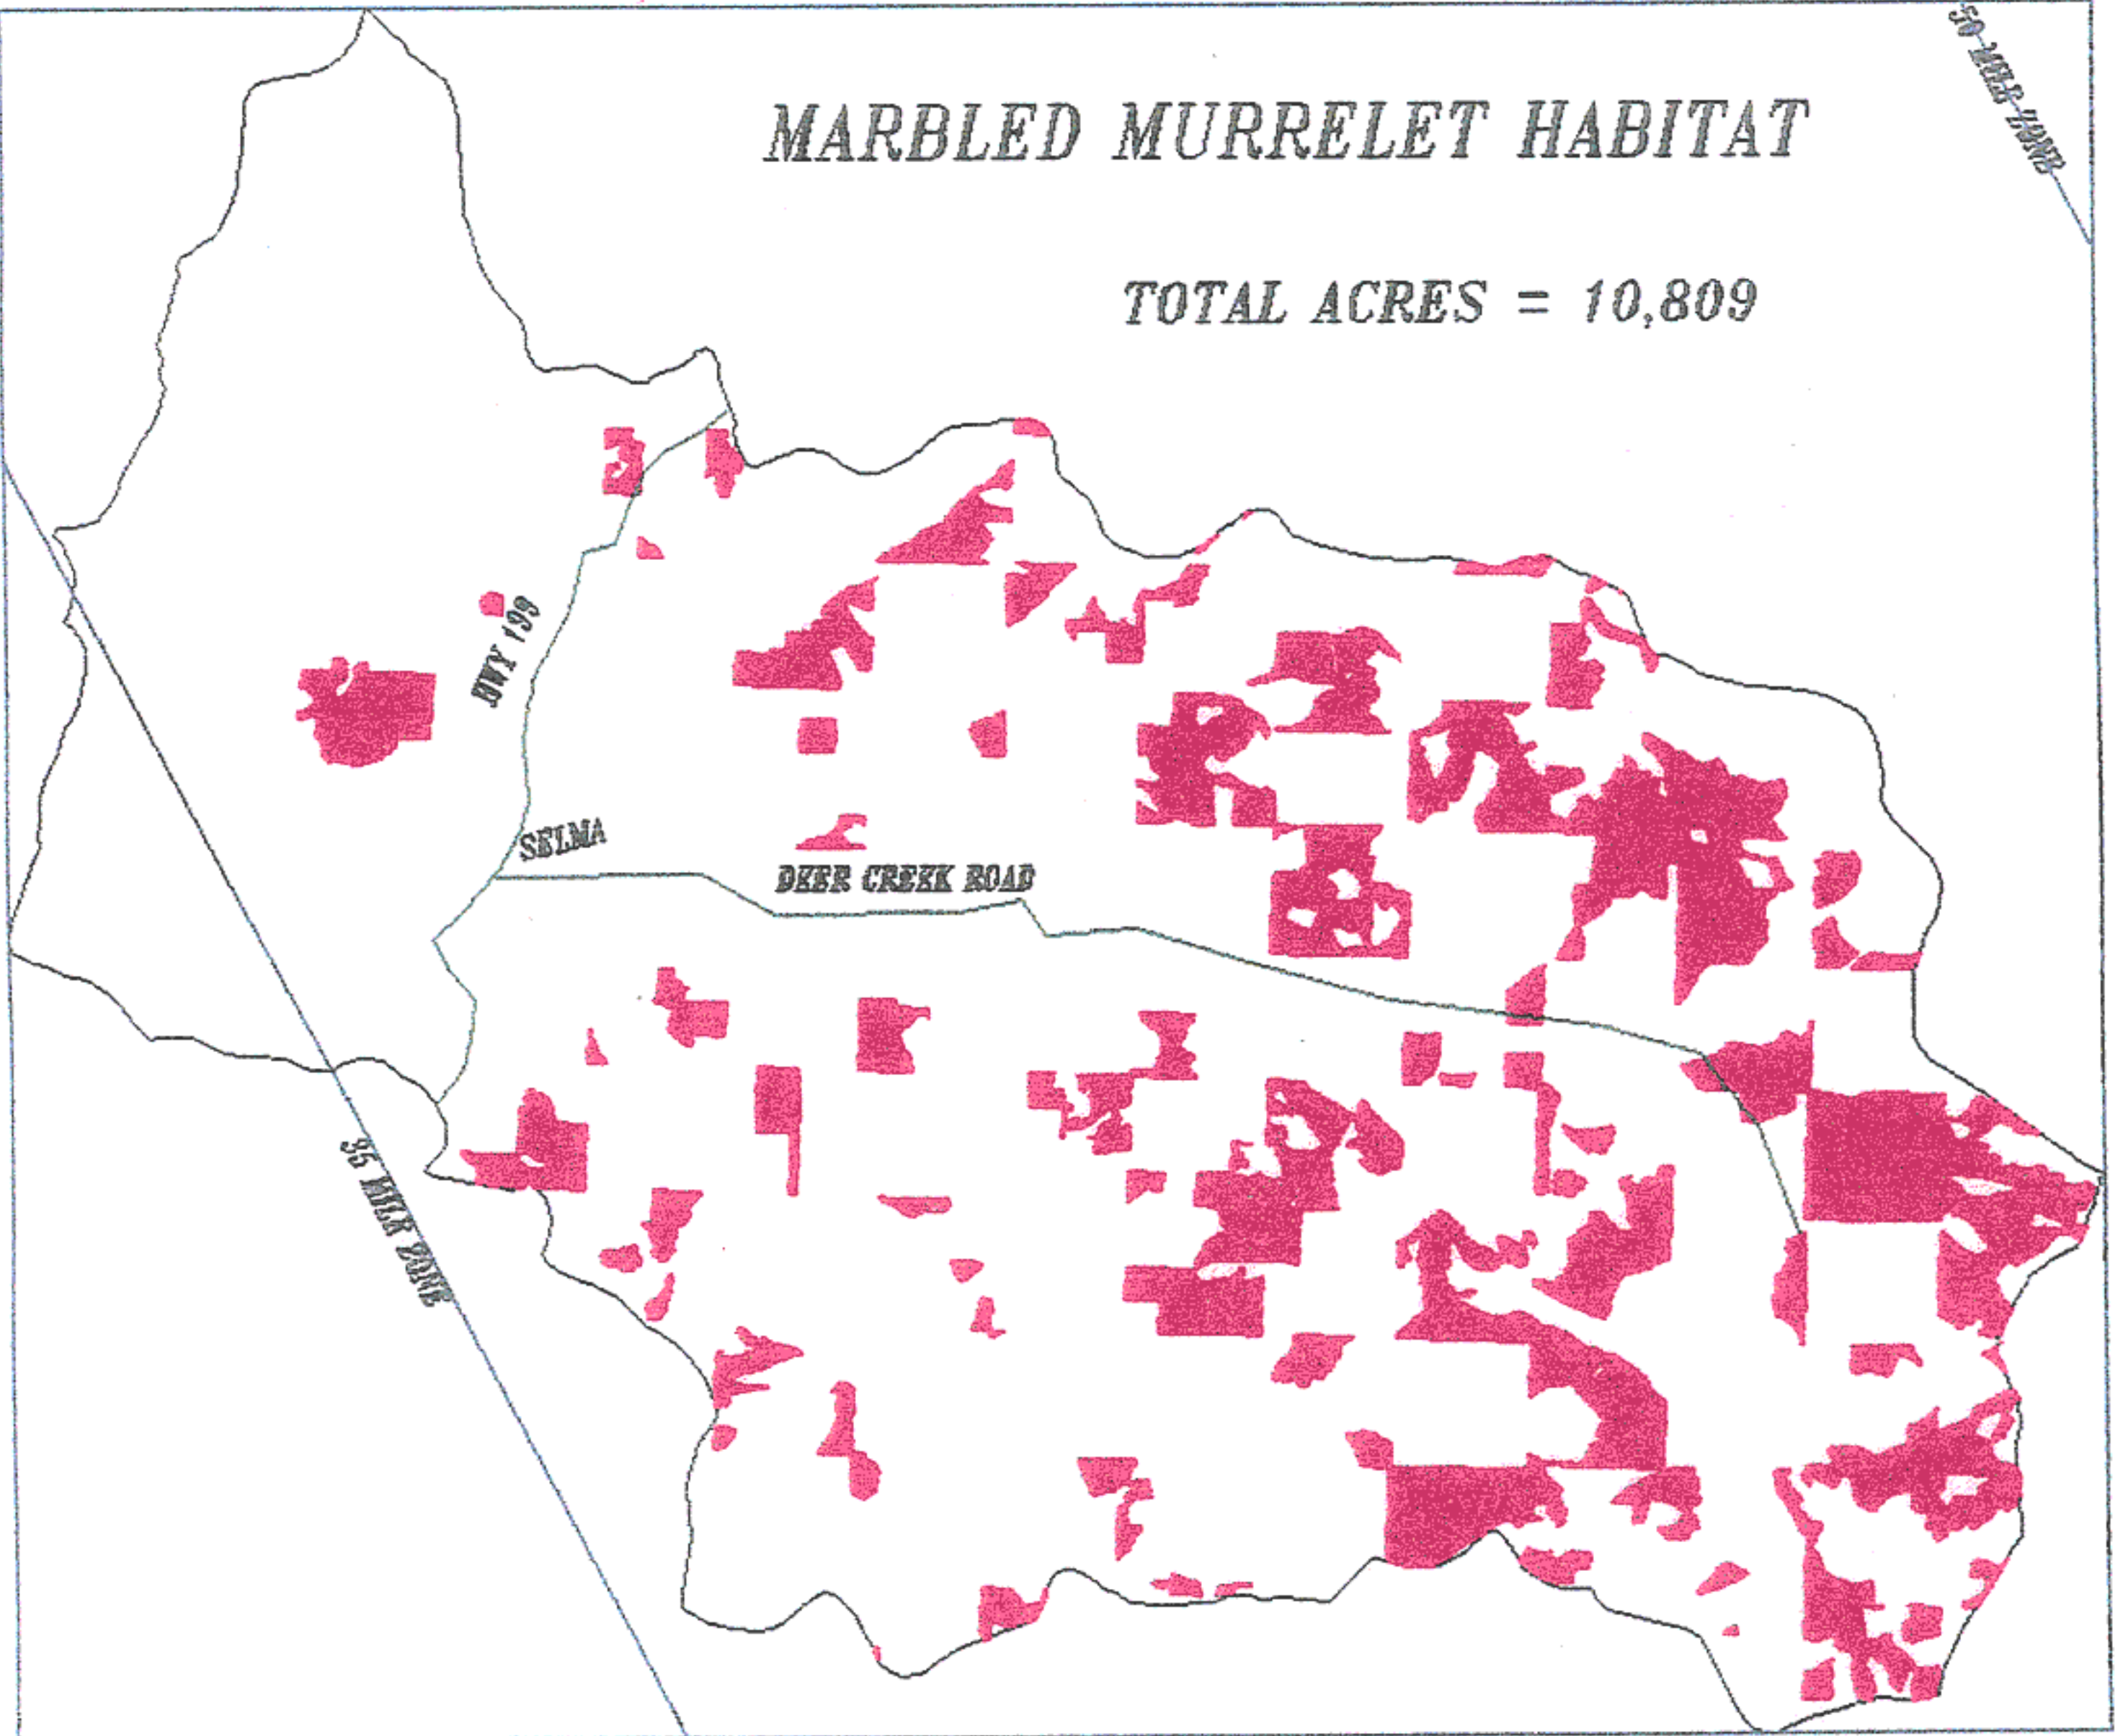 50 MILE ZONE
MARBLED MURRELET HABITAT
TOTAL ACRES = 10,809
HWY 199
SELMA
DEER CREEK ROAD
35 MILE ZONE